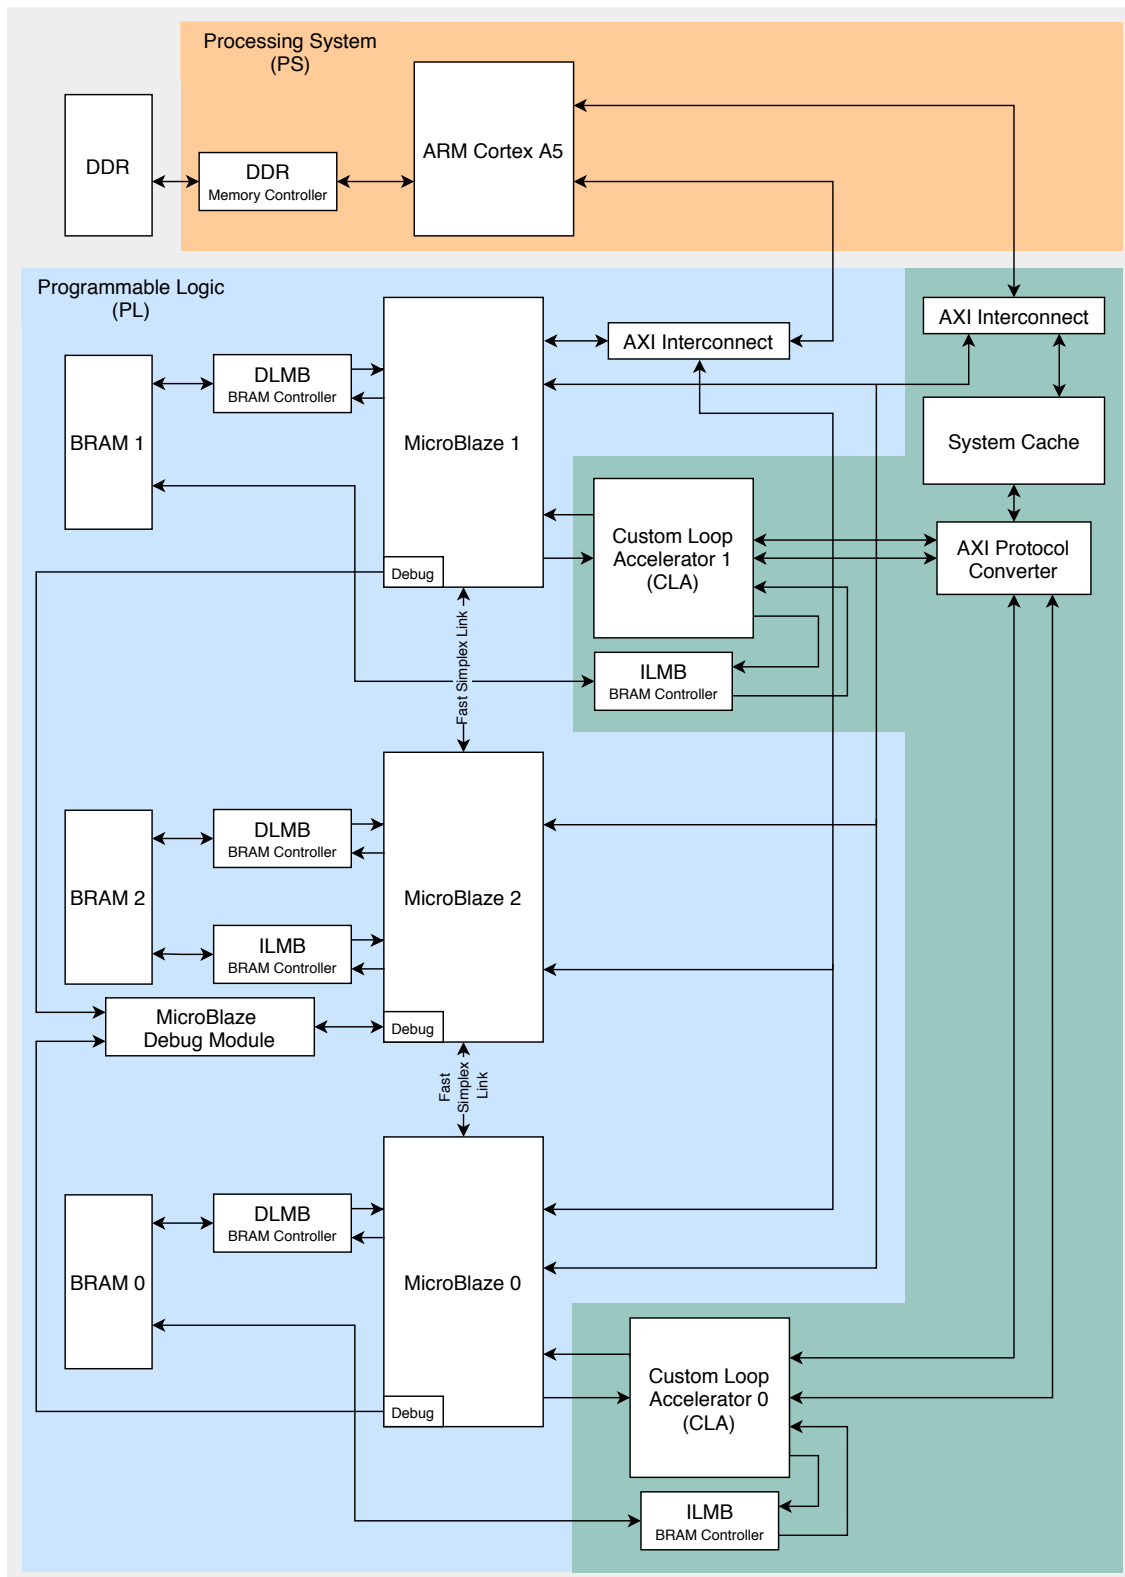 Processing System
(PS)
ARM Cortex A5
DDR
DDR
Memory Controller
Programmable Logic
(PL)
AXI Interconnect
AXI Interconnect
DLMB
BRAM Controller
BRAM 1
MicroBlaze 1
System Cache
Custom Loop
Accelerator 1
(CLA)
AXI Protocol
Converter
Debug
Fast Simplex Link
ILMB
BRAM Controller
DLMB
BRAM Controller
BRAM 2
MicroBlaze 2
ILMB
BRAM Controller
MicroBlaze
Debug Module
Debug
Fast
Simplex
Link
DLMB
BRAM Controller
BRAM 0
MicroBlaze 0
Custom Loop
Accelerator 0
(CLA)
Debug
ILMB
BRAM Controller